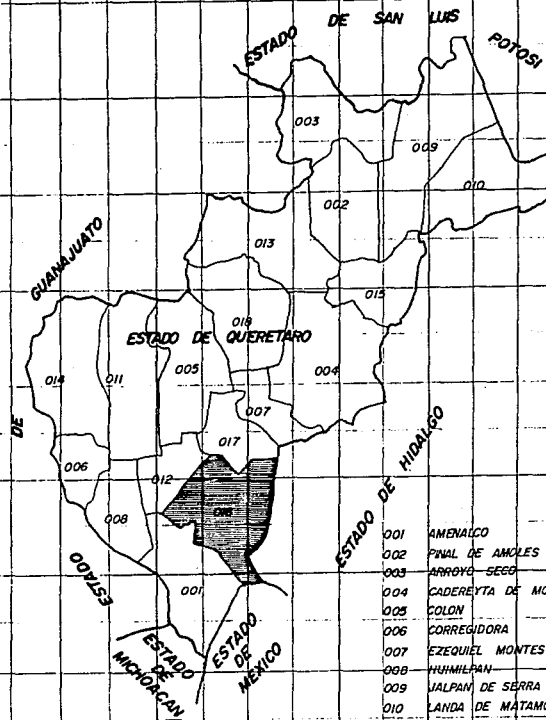 ESTADO DE SAN LUIS POTOSI
003
009
010
002
013
015
GUANAJUATO
018
ESTADO DE QUERETARO
014
011
005
004
007
DE
017
006
012
016
008
ESTADO DE HIDALGO
ESTADO
001
ESTADO DE MICHOACAN
ESTADO DE MEXICO
001 AMENALCO
002 PINAL DE AMOLES
003 ARROYO SECO
004 CADEREYTA DE MO
005 COLON
006 CORREGIDORA
007 EZEQUIEL MONTES
008 HUIMILPAN
009 JALPAN DE SERRA
010 LANDA DE MATAMO